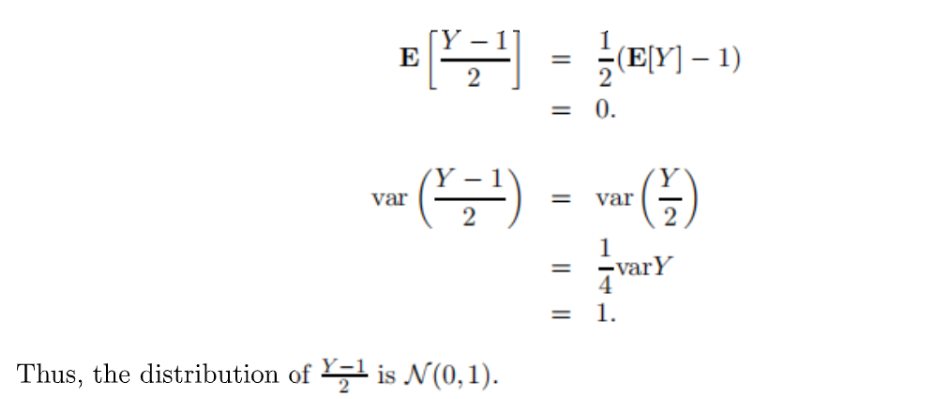 E[(Y − 1)/2] = 1/2(E[Y] − 1)
= 0.
var((Y − 1)/2) = var(Y/2)
= 1/4 varY
= 1.
Thus, the distribution of (Y−1)/2 is 𝒩(0, 1).